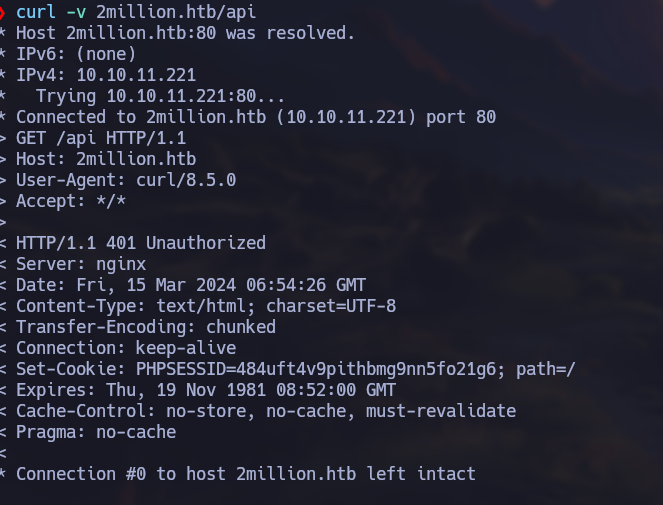 ❯ curl -v 2million.htb/api
* Host 2million.htb:80 was resolved.
* IPv6: (none)
* IPv4: 10.10.11.221
*   Trying 10.10.11.221:80...
* Connected to 2million.htb (10.10.11.221) port 80
> GET /api HTTP/1.1
> Host: 2million.htb
> User-Agent: curl/8.5.0
> Accept: */*
>
< HTTP/1.1 401 Unauthorized
< Server: nginx
< Date: Fri, 15 Mar 2024 06:54:26 GMT
< Content-Type: text/html; charset=UTF-8
< Transfer-Encoding: chunked
< Connection: keep-alive
< Set-Cookie: PHPSESSID=484uft4v9pithbmg9nn5fo21g6; path=/
< Expires: Thu, 19 Nov 1981 08:52:00 GMT
< Cache-Control: no-store, no-cache, must-revalidate
< Pragma: no-cache
<
* Connection #0 to host 2million.htb left intact